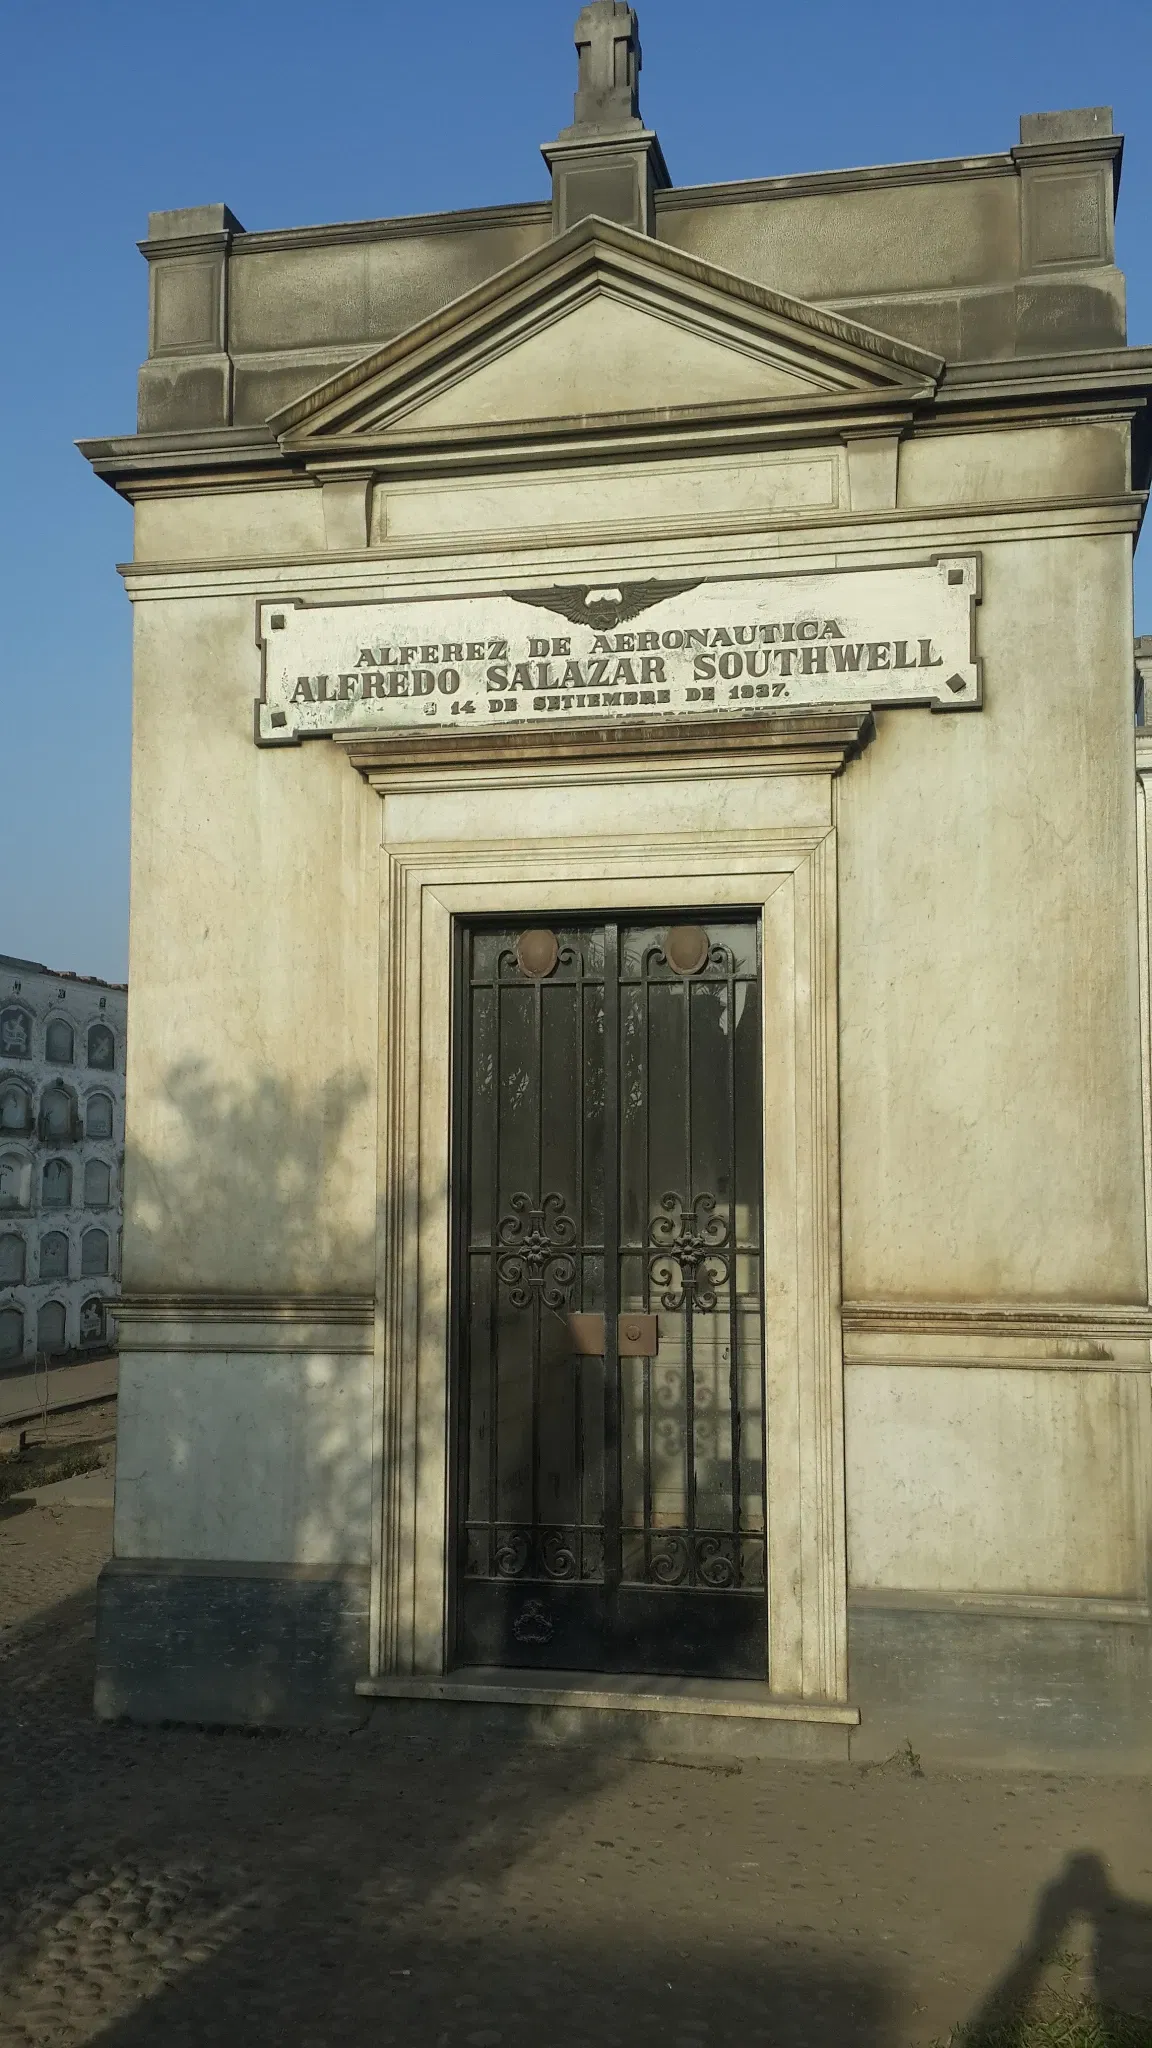 ALFEREZ DE AERONAUTICA
ALFREDO SALAZAR SOUTHWELL
14 DE SETIEMBRE DE 1937.